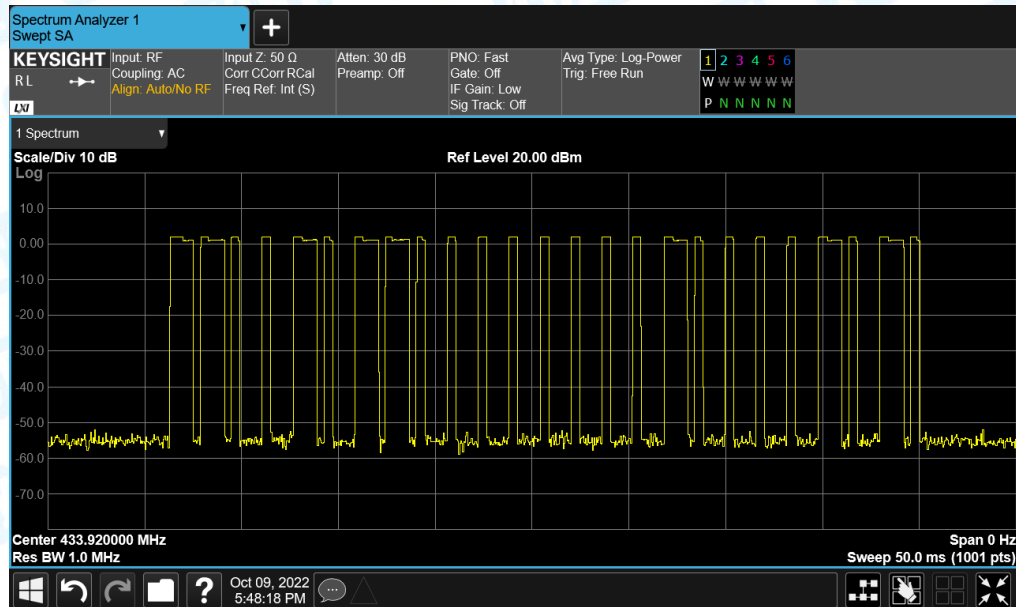 Spectrum Analyzer 1
Swept SA
+
KEYSIGHT
R L
LXI
Input: RF
Coupling: AC
Align: Auto/No RF
Input Z: 50 Ω
Corr CCorr RCal
Freq Ref: Int (S)
Atten: 30 dB
Preamp: Off
PNO: Fast
Gate: Off
IF Gain: Low
Sig Track: Off
Avg Type: Log-Power
Trig: Free Run
1 2 3 4 5 6
W W W W W W
P N N N N N
1 Spectrum
Scale/Div 10 dB
Ref Level 20.00 dBm
Log
10.0
0.00
-10.0
-20.0
-30.0
-40.0
-50.0
-60.0
-70.0
Center 433.920000 MHz
Span 0 Hz
Res BW 1.0 MHz
Sweep 50.0 ms (1001 pts)
?
Oct 09, 2022
5:48:18 PM